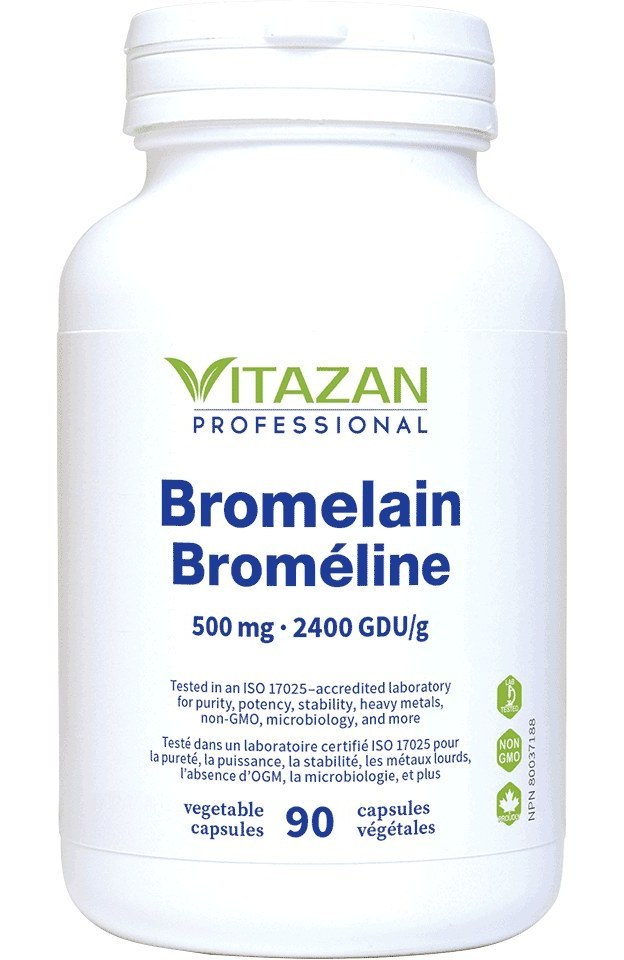 VITAZAN
PROFESSIONAL
Bromelain
Broméline
500 mg · 2400 GDU/g
Tested in an ISO 17025–accredited laboratory
for purity, potency, stability, heavy metals,
non-GMO, microbiology, and more
Testé dans un laboratoire certifié ISO 17025 pour
la pureté, la puissance, la stabilité, les métaux lourds,
l'absence d'OGM, la microbiologie, et plus
vegetable
capsules
90
capsules
végétales
LAB
TESTED
NON
GMO
PROUDLY
NPN 80037188